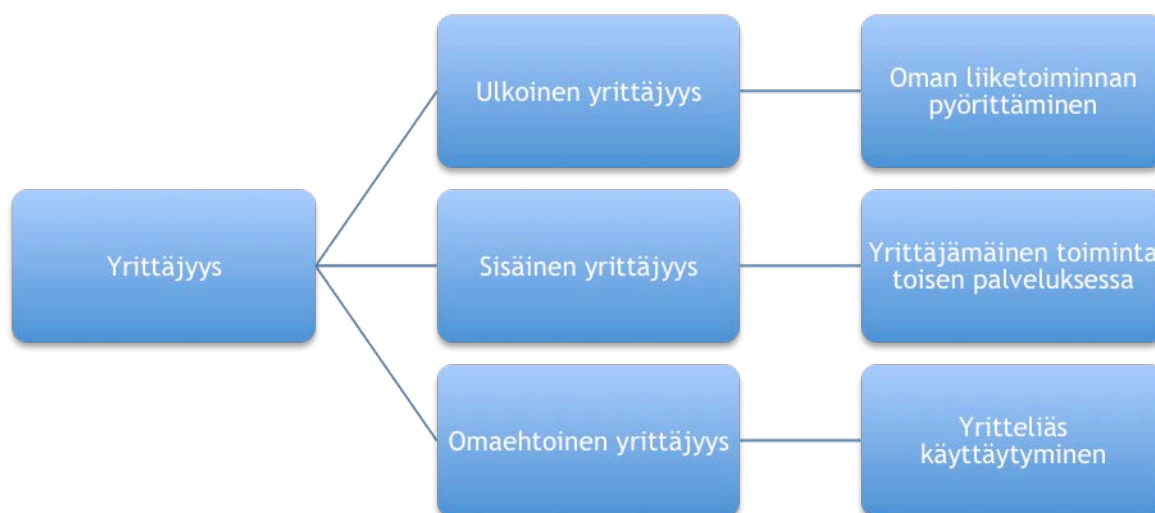 Yrittäjyys
Ulkoinen yrittäjyys
Oman liiketoiminnan
pyörittäminen
Sisäinen yrittäjyys
Yrittäjämäinen toiminta
toisen palveluksessa
Omaehtoinen yrittäjyys
Yritteliäs
käyttäytyminen